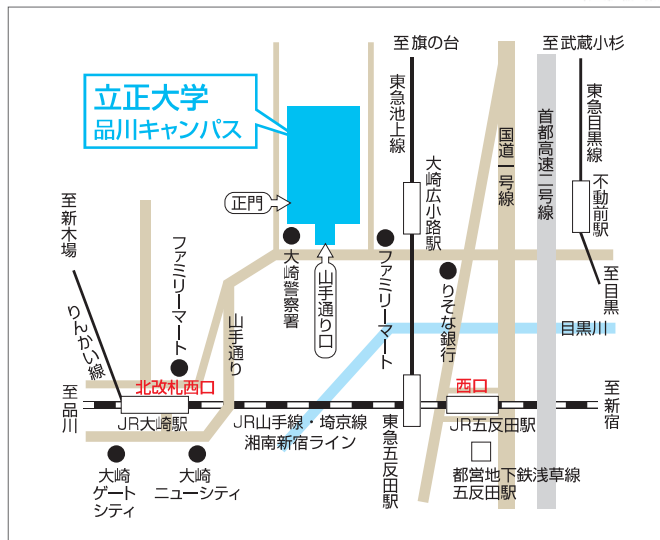 至旗の台
至武蔵小杉
立正大学
品川キャンパス
東急池上線
国道一号線
首都高速二号線
東急目黒線
不動前駅
至目黒
大崎広小路駅
正門
山手通り口
大崎警察署
ファミリーマート
りそな銀行
目黒川
至新木場
りんかい線
ファミリーマート
山手通り
北改札西口
西口
至品川
JR大崎駅
JR山手線・埼京線
湘南新宿ライン
東急五反田駅
JR五反田駅
至新宿
都営地下鉄浅草線
五反田駅
大崎
ゲート
シティ
大崎
ニューシティ